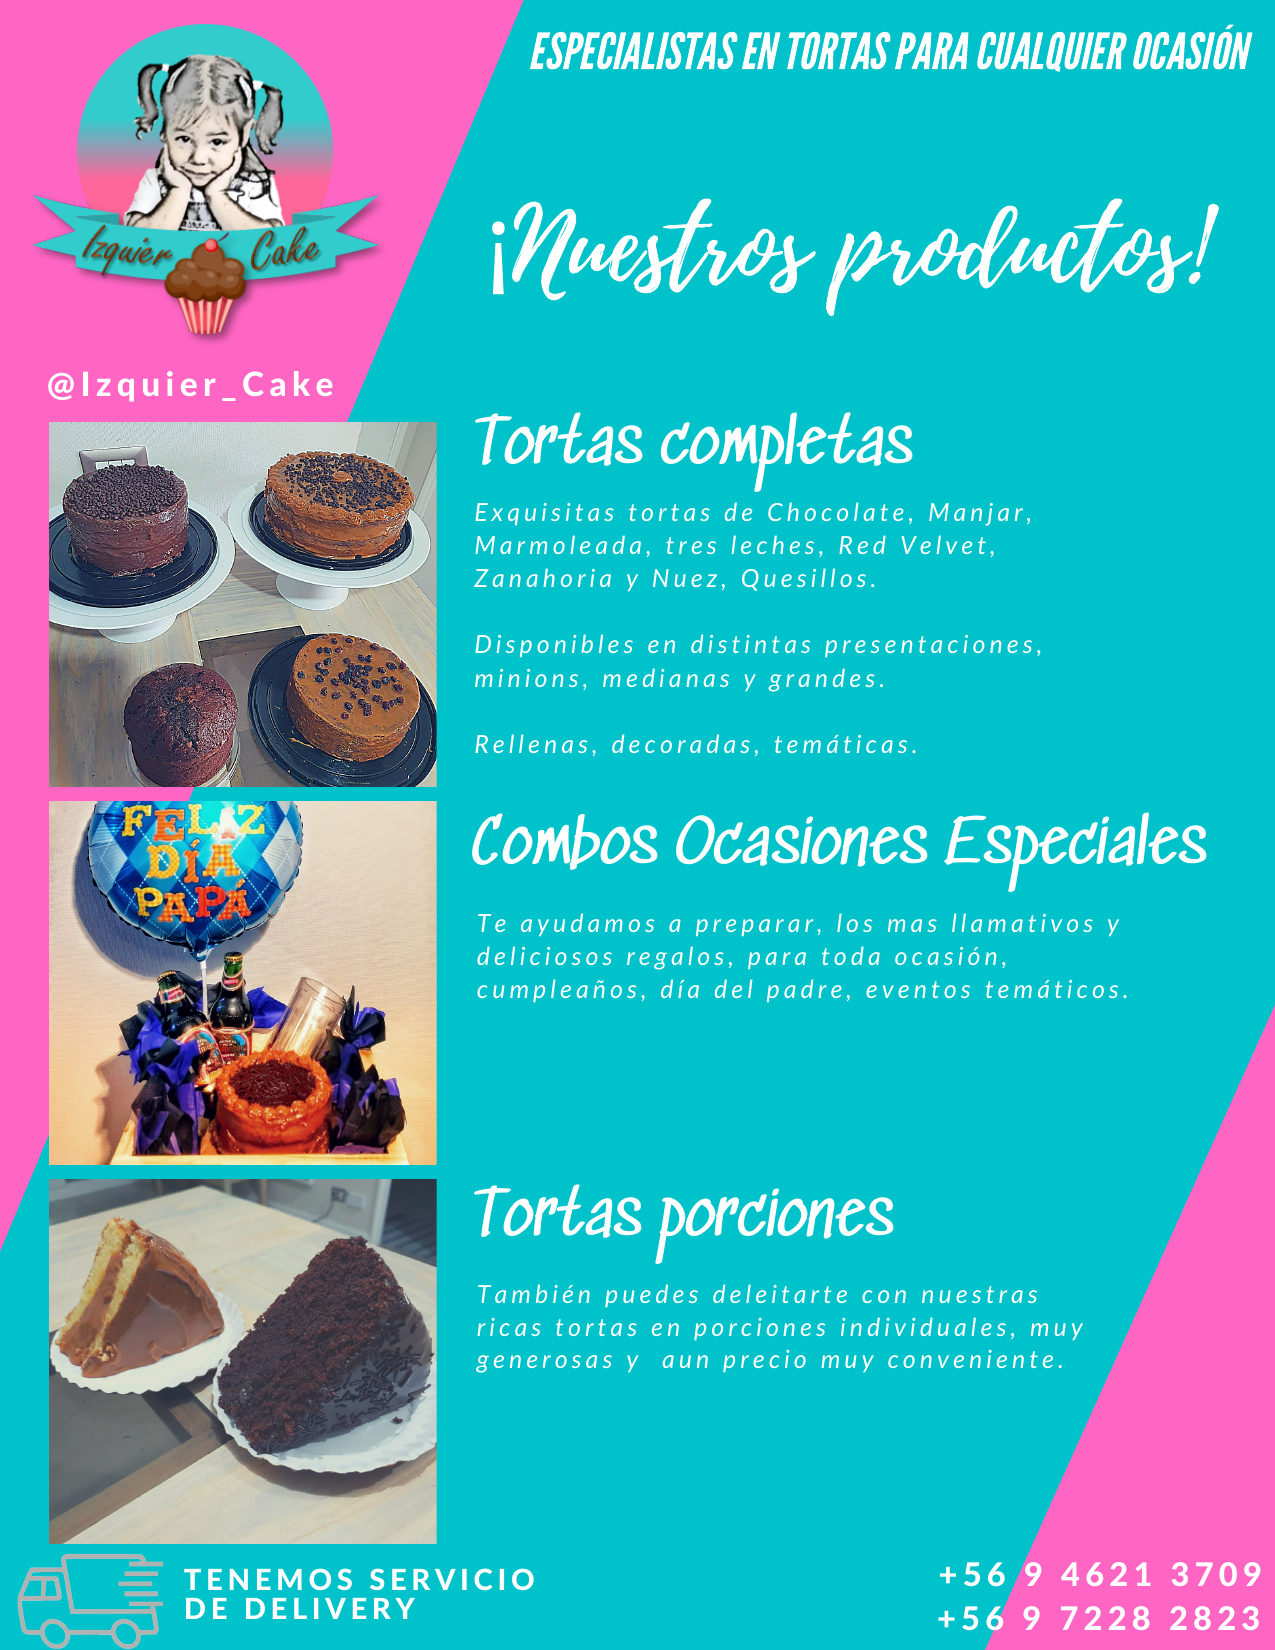 ESPECIALISTAS EN TORTAS PARA CUALQUIER OCASIÓN
Izquier Cake
¡Nuestros productos!
@Izquier_Cake
Tortas completas
Exquisitas tortas de Chocolate, Manjar,
Marmoleada, tres leches, Red Velvet,
Zanahoria y Nuez, Quesillos.
Disponibles en distintas presentaciones,
minions, medianas y grandes.
Rellenas, decoradas, temáticas.
FELIZ
DÍA
PAPÁ
Combos Ocasiones Especiales
Te ayudamos a preparar, los mas llamativos y
deliciosos regalos, para toda ocasión,
cumpleaños, día del padre, eventos temáticos.
Tortas porciones
También puedes deleitarte con nuestras
ricas tortas en porciones individuales, muy
generosas y  aun precio muy conveniente.
TENEMOS SERVICIO
DE DELIVERY
+56 9 4621 3709
+56 9 7228 2823